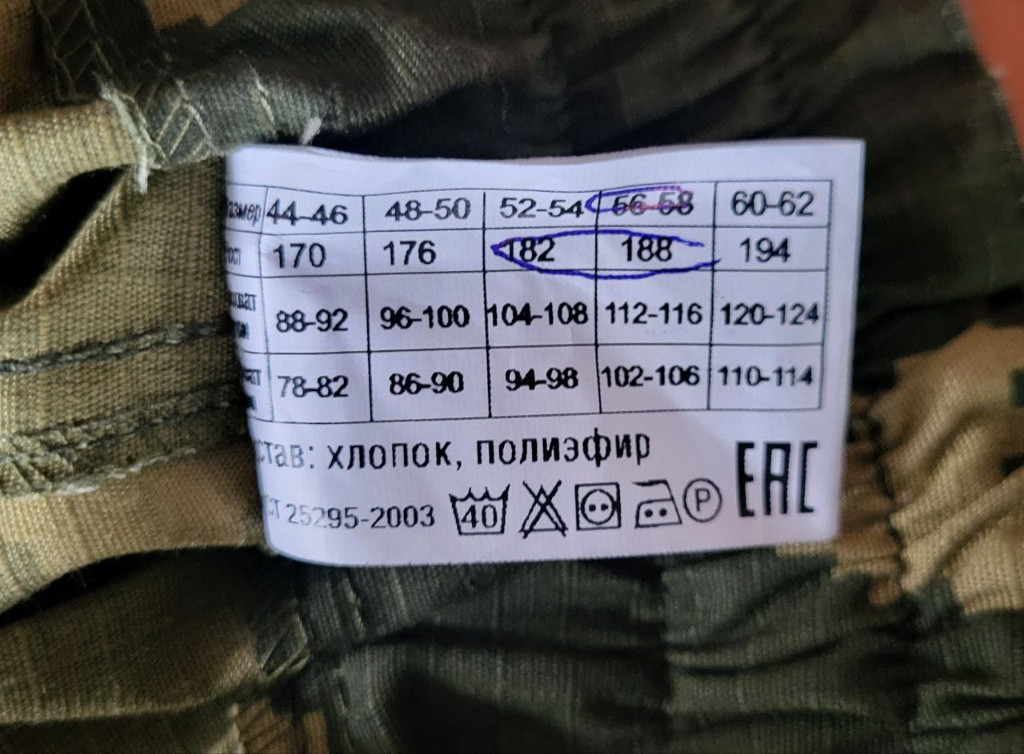 44-46 48-50 52-54 56-58 60-62
170 176 182 188 194
88-92 96-100 104-108 112-116 120-124
78-82 86-90 94-98 102-106 110-114
хлопок, полиэфир
25295-2003 40 P EAC